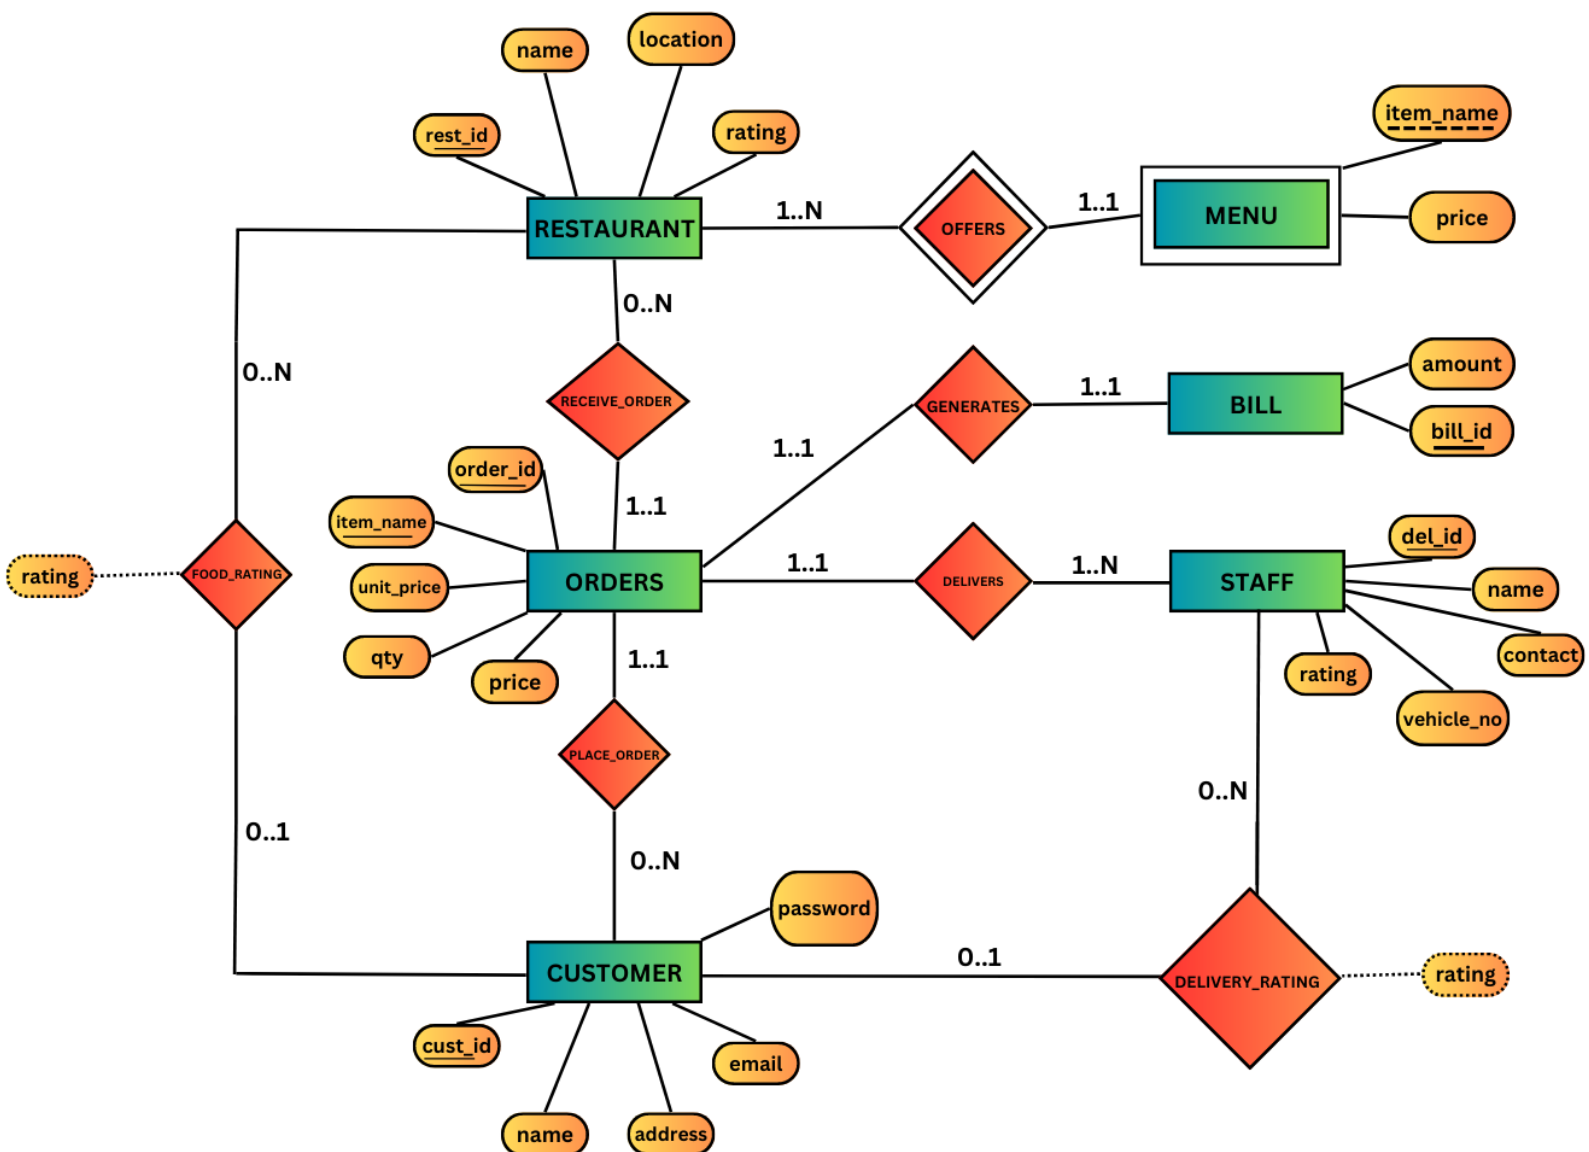 name
location
rest_id
rating
item_name
RESTAURANT
1..N
OFFERS
1..1
MENU
price
0..N
0..N
RECEIVE_ORDER
GENERATES
1..1
BILL
amount
bill_id
1..1
order_id
1..1
item_name
unit_price
qty
price
ORDERS
1..1
DELIVERS
1..N
STAFF
del_id
name
contact
rating
vehicle_no
rating
FOOD_RATING
1..1
PLACE_ORDER
0..N
0..1
0..N
password
CUSTOMER
0..1
DELIVERY_RATING
rating
cust_id
email
name
address